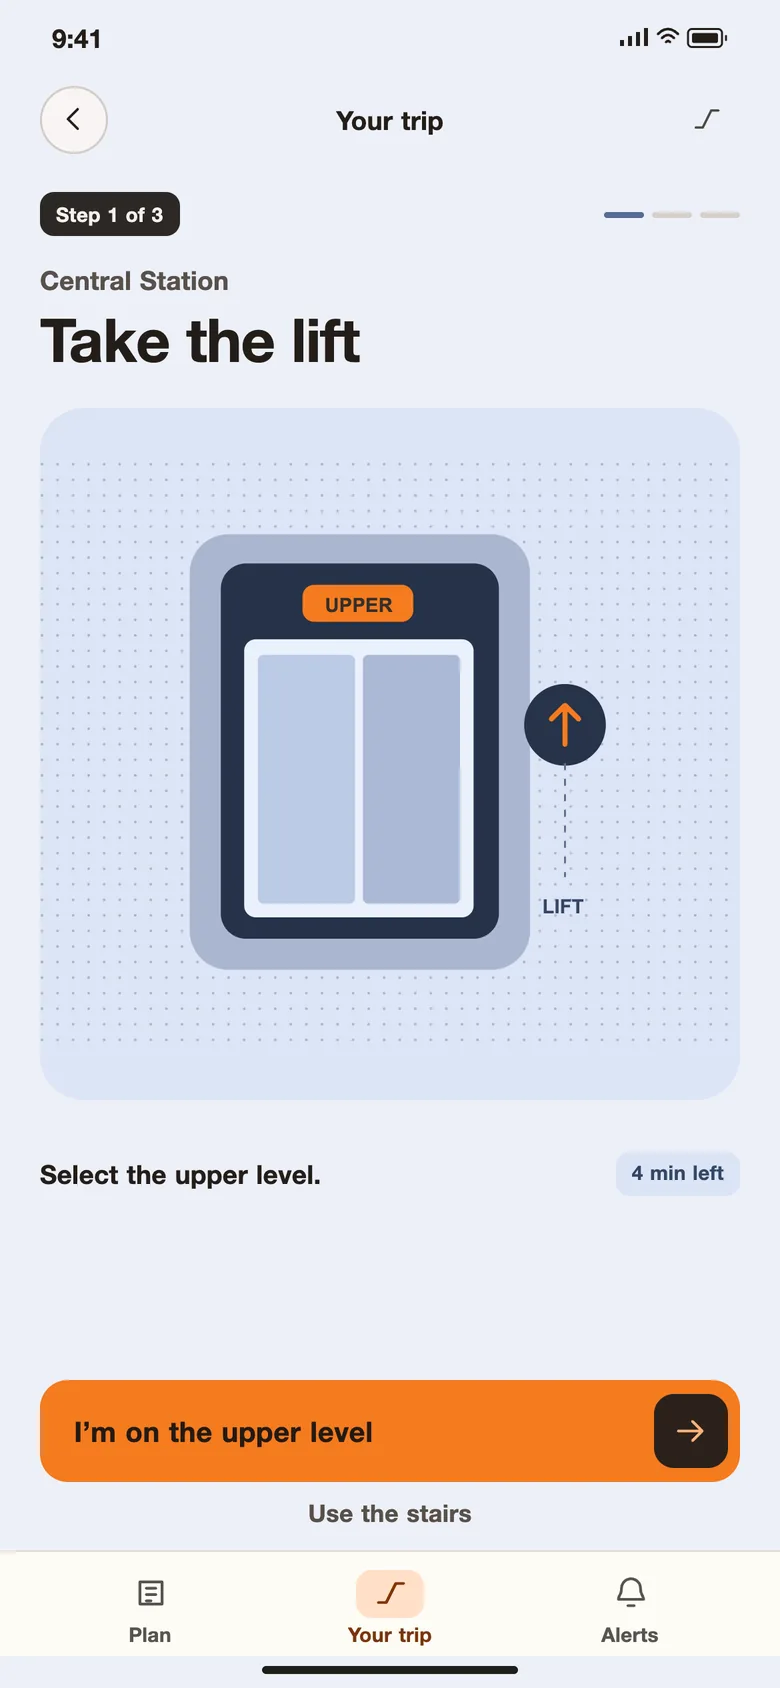 9:41
Your trip
Step 1 of 3
Central Station
Take the lift
UPPER
LIFT
Select the upper level.
4 min left
I’m on the upper level
Use the stairs
Plan
Your trip
Alerts